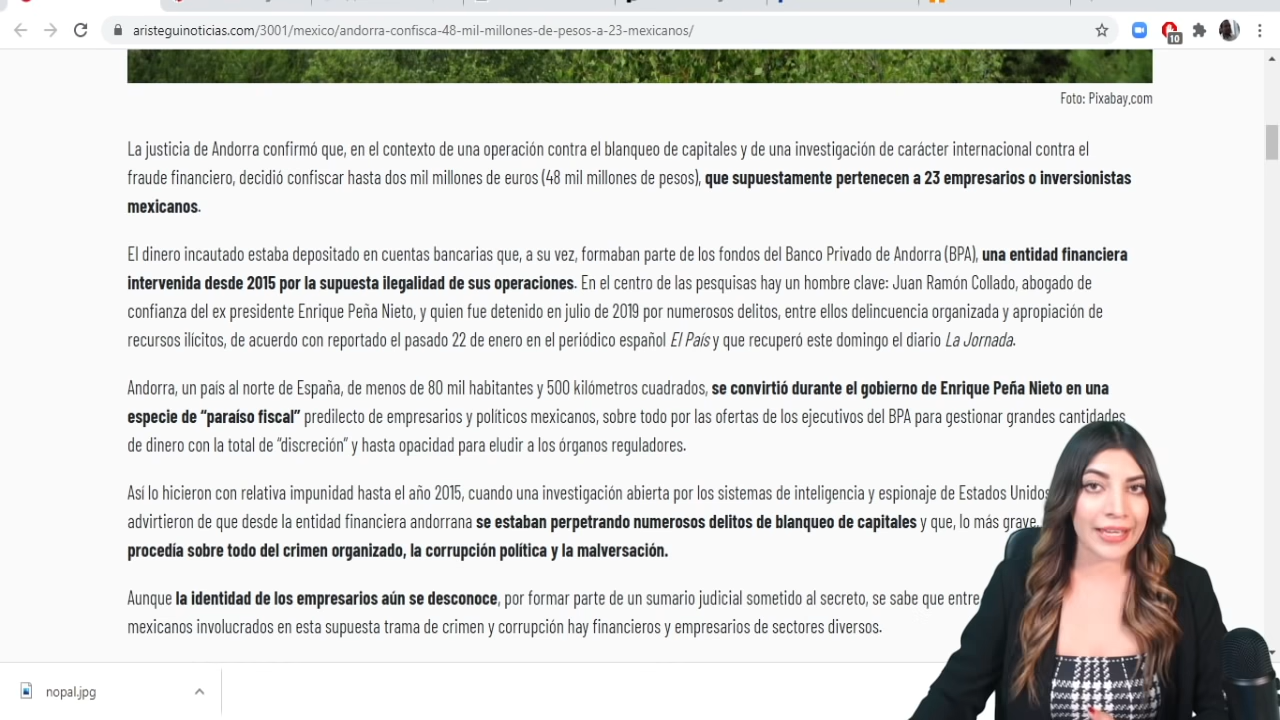 aristeguinoticias.com/3001/mexico/andorra-confisca-48-mil-millones-de-pesos-a-23-mexicanos/
10
Foto: Pixabay.com
La justicia de Andorra confirmó que, en el contexto de una operación contra el blanqueo de capitales y de una investigación de carácter internacional contra el
fraude financiero, decidió confiscar hasta dos mil millones de euros (48 mil millones de pesos), que supuestamente pertenecen a 23 empresarios o inversionistas
mexicanos.
El dinero incautado estaba depositado en cuentas bancarias que, a su vez, formaban parte de los fondos del Banco Privado de Andorra (BPA), una entidad financiera
intervenida desde 2015 por la supuesta ilegalidad de sus operaciones. En el centro de las pesquisas hay un hombre clave: Juan Ramón Collado, abogado de
confianza del ex presidente Enrique Peña Nieto, y quien fue detenido en julio de 2019 por numerosos delitos, entre ellos delincuencia organizada y apropiación de
recursos ilícitos, de acuerdo con reportado el pasado 22 de enero en el periódico español El País y que recuperó este domingo el diario La Jornada.
Andorra, un país al norte de España, de menos de 80 mil habitantes y 500 kilómetros cuadrados, se convirtió durante el gobierno de Enrique Peña Nieto en una
especie de “paraíso fiscal” predilecto de empresarios y políticos mexicanos, sobre todo por las ofertas de los ejecutivos del BPA para gestionar grandes cantidades
de dinero con la total de “discreción” y hasta opacidad para eludir a los órganos reguladores.
Así lo hicieron con relativa impunidad hasta el año 2015, cuando una investigación abierta por los sistemas de inteligencia y espionaje de Estados Unidos
advirtieron de que desde la entidad financiera andorrana se estaban perpetrando numerosos delitos de blanqueo de capitales y que, lo más grave,
procedía sobre todo del crimen organizado, la corrupción política y la malversación.
Aunque la identidad de los empresarios aún se desconoce, por formar parte de un sumario judicial sometido al secreto, se sabe que entre
mexicanos involucrados en esta supuesta trama de crimen y corrupción hay financieros y empresarios de sectores diversos.
nopal.jpg